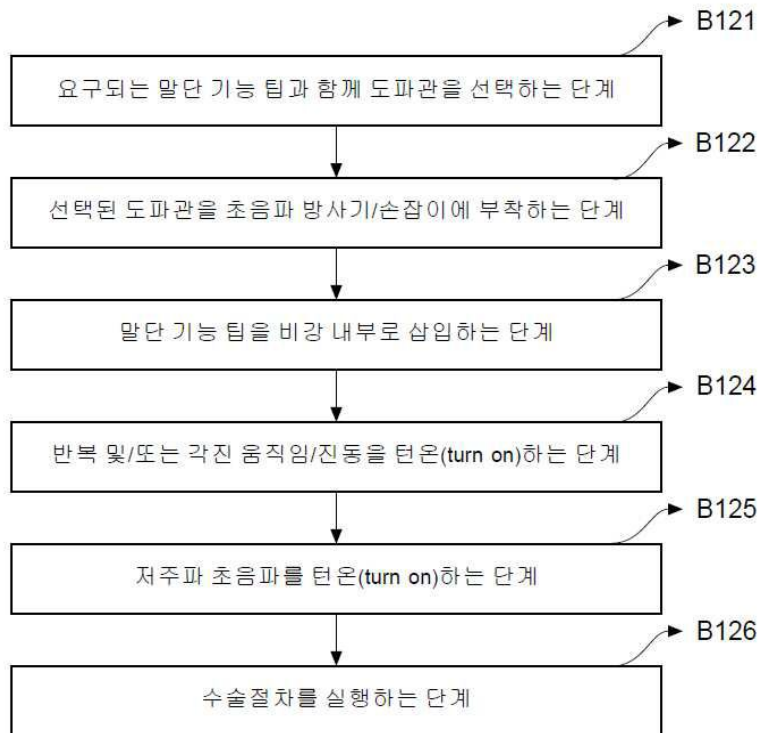 B121
요구되는 말단 기능 팁과 함께 도파관을 선택하는 단계
B122
선택된 도파관을 초음파 방사기/손잡이에 부착하는 단계
B123
말단 기능 팁을 비강 내부로 삽입하는 단계
B124
반복 및/또는 각진 움직임/진동을 턴온(turn on)하는 단계
B125
저주파 초음파를 턴온(turn on)하는 단계
B126
수술절차를 실행하는 단계